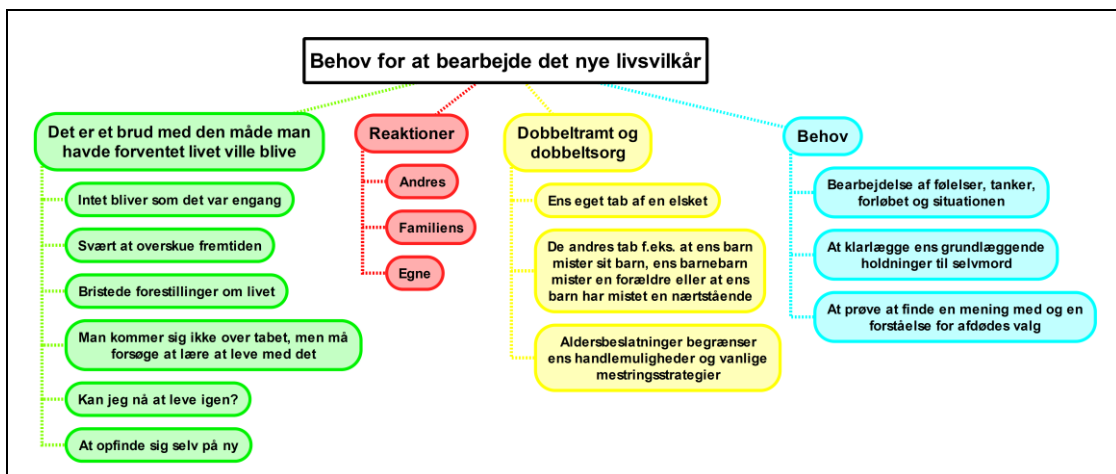 Behov for at bearbejde det nye livsvilkår
Det er et brud med den måde man
havde forventet livet ville blive
Intet bliver som det var engang
Svært at overskue fremtiden
Bristede forestillinger om livet
Man kommer sig ikke over tabet, men må
forsøge at lære at leve med det
Kan jeg nå at leve igen?
At opfinde sig selv på ny
Reaktioner
Andres
Familiens
Egne
Dobbeltramt og
dobbeltsorg
Ens eget tab af en elsket
De andres tab f.eks. at ens barn
mister sit barn, ens barnebarn
mister en forældre eller at ens
barn har mistet en nærtstående
Aldersbeslatninger begrænser
ens handlemuligheder og vanlige
mestringsstrategier
Behov
Bearbejdelse af følelser, tanker,
forløbet og situationen
At klarlægge ens grundlæggende
holdninger til selvmord
At prøve at finde en mening med og en
forståelse for afdødes valg